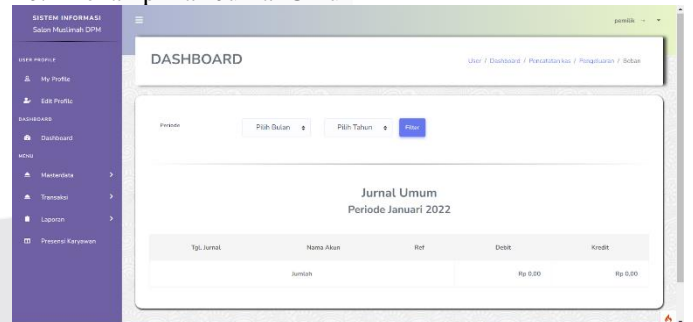 SISTEM INFORMASI
Salon Muslimah DPM
pemilik
USER PROFILE
My Profile
Edit Profile
DASHBOARD
Dashboard
MENU
Masterdata
Transaksi
Laporan
Presensi Karyawan
DASHBOARD
User / Dashboard / Pencatatan kas / Pengeluaran / Beban
Periode
Pilih Bulan
Pilih Tahun
Filter
Jurnal Umum
Periode Januari 2022
Tgl. Jurnal Nama Akun Ref Debit Kredit
Jumlah Rp 0,00 Rp 0,00